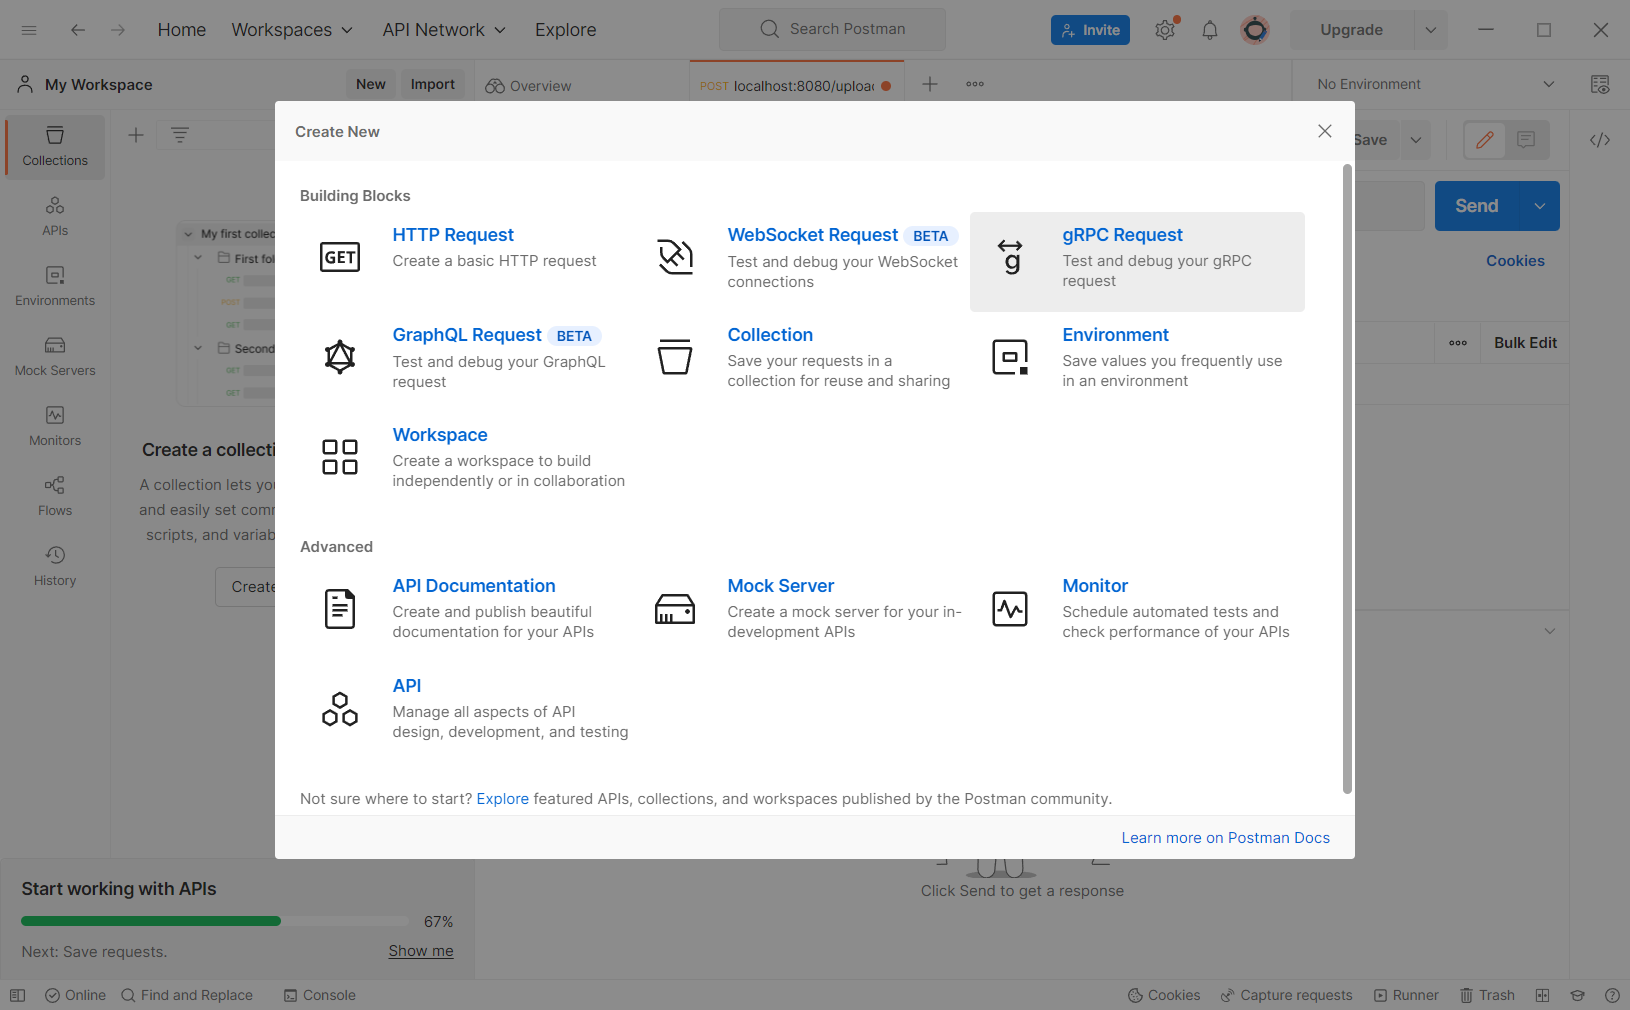 Home
Workspaces
API Network
Explore
Search Postman
Invite
Upgrade
My Workspace
New
Import
Overview
POST localhost:8080/upload
No Environment
Collections
APIs
Environments
Mock Servers
Monitors
Flows
History
My first collec
First fol
GET
POST
GET
Second
GET
GET
Create a collecti
A collection lets you
and easily set comm
scripts, and variab
Create
Save
Send
Cookies
Bulk Edit
Create New
Building Blocks
GET
HTTP Request
Create a basic HTTP request
WebSocket Request BETA
Test and debug your WebSocket
connections
g
gRPC Request
Test and debug your gRPC
request
GraphQL Request BETA
Test and debug your GraphQL
request
Collection
Save your requests in a
collection for reuse and sharing
Environment
Save values you frequently use
in an environment
Workspace
Create a workspace to build
independently or in collaboration
Advanced
API Documentation
Create and publish beautiful
documentation for your APIs
Mock Server
Create a mock server for your in-
development APIs
Monitor
Schedule automated tests and
check performance of your APIs
API
Manage all aspects of API
design, development, and testing
Not sure where to start? Explore featured APIs, collections, and workspaces published by the Postman community.
Learn more on Postman Docs
Click Send to get a response
Start working with APIs
67%
Next: Save requests.
Show me
Online
Find and Replace
Console
Cookies
Capture requests
Runner
Trash